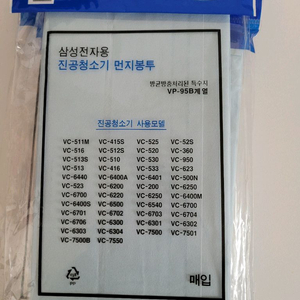 삼성전자용
진공청소기 먼지봉투
항균방충처리된 특수지
VP-95B계열
진공청소기 사용모델
VC-511M VC-415S VC-525 VC-52S
VC-516 VC-512S VC-520 VC-360
VC-513S VC-510 VC-530 VC-950
VC-513 VC-416 VC-533 VC-623
VC-6440 VC-6400A VC-6401 VC-500N
VC-523 VC-6200 VC-200 VC-6250
VC-6700 VC-6220 VC-6250 VC-6400M
VC-6400S VC-6500 VC-6540 VC-6700
VC-6701 VC-6702 VC-6703 VC-6704
VC-6706 VC-6300 VC-6301 VC-6302
VC-6303 VC-6304 VC-7500 VC-7501
VC-7500B VC-7550
매입